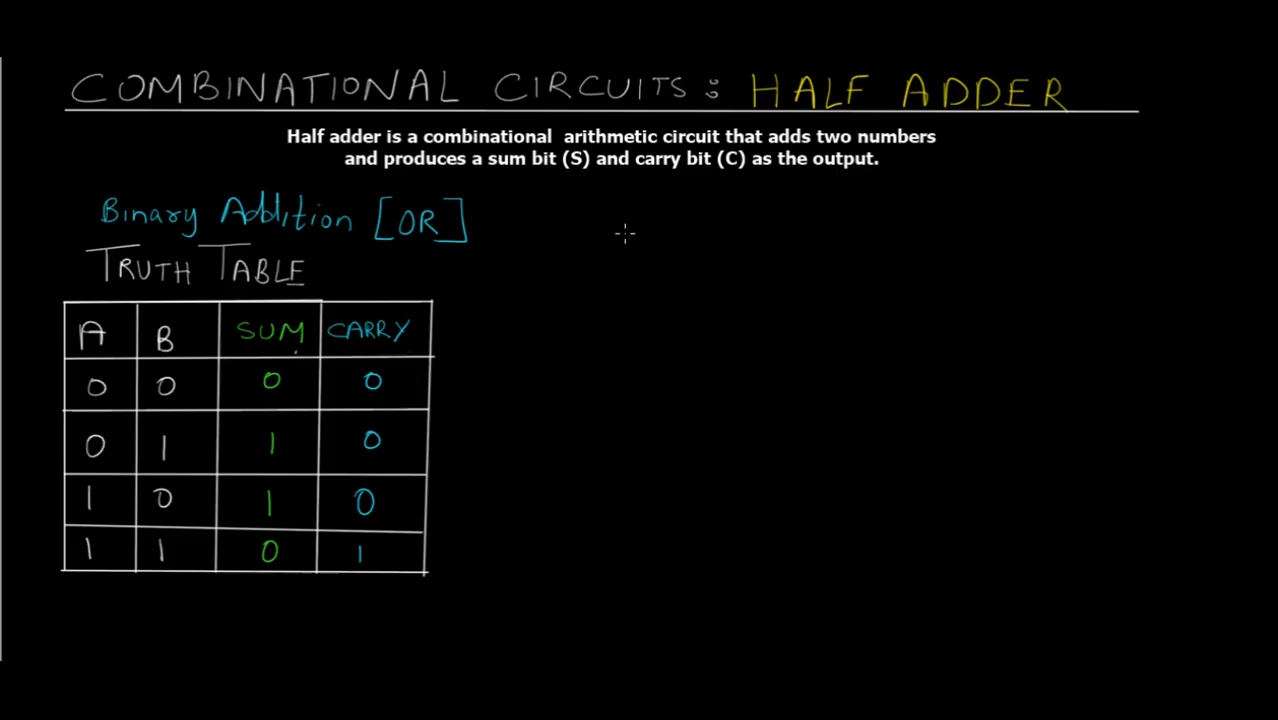 COMBINATIONAL CIRCUITS: HALF ADDER
Half adder is a combinational arithmetic circuit that adds two numbers
and produces a sum bit (S) and carry bit (C) as the output.
Binary Addition [OR]
TRUTH TABLE
A B SUM CARRY
0 0 0 0
0 1 1 0
1 0 1 0
1 1 0 1